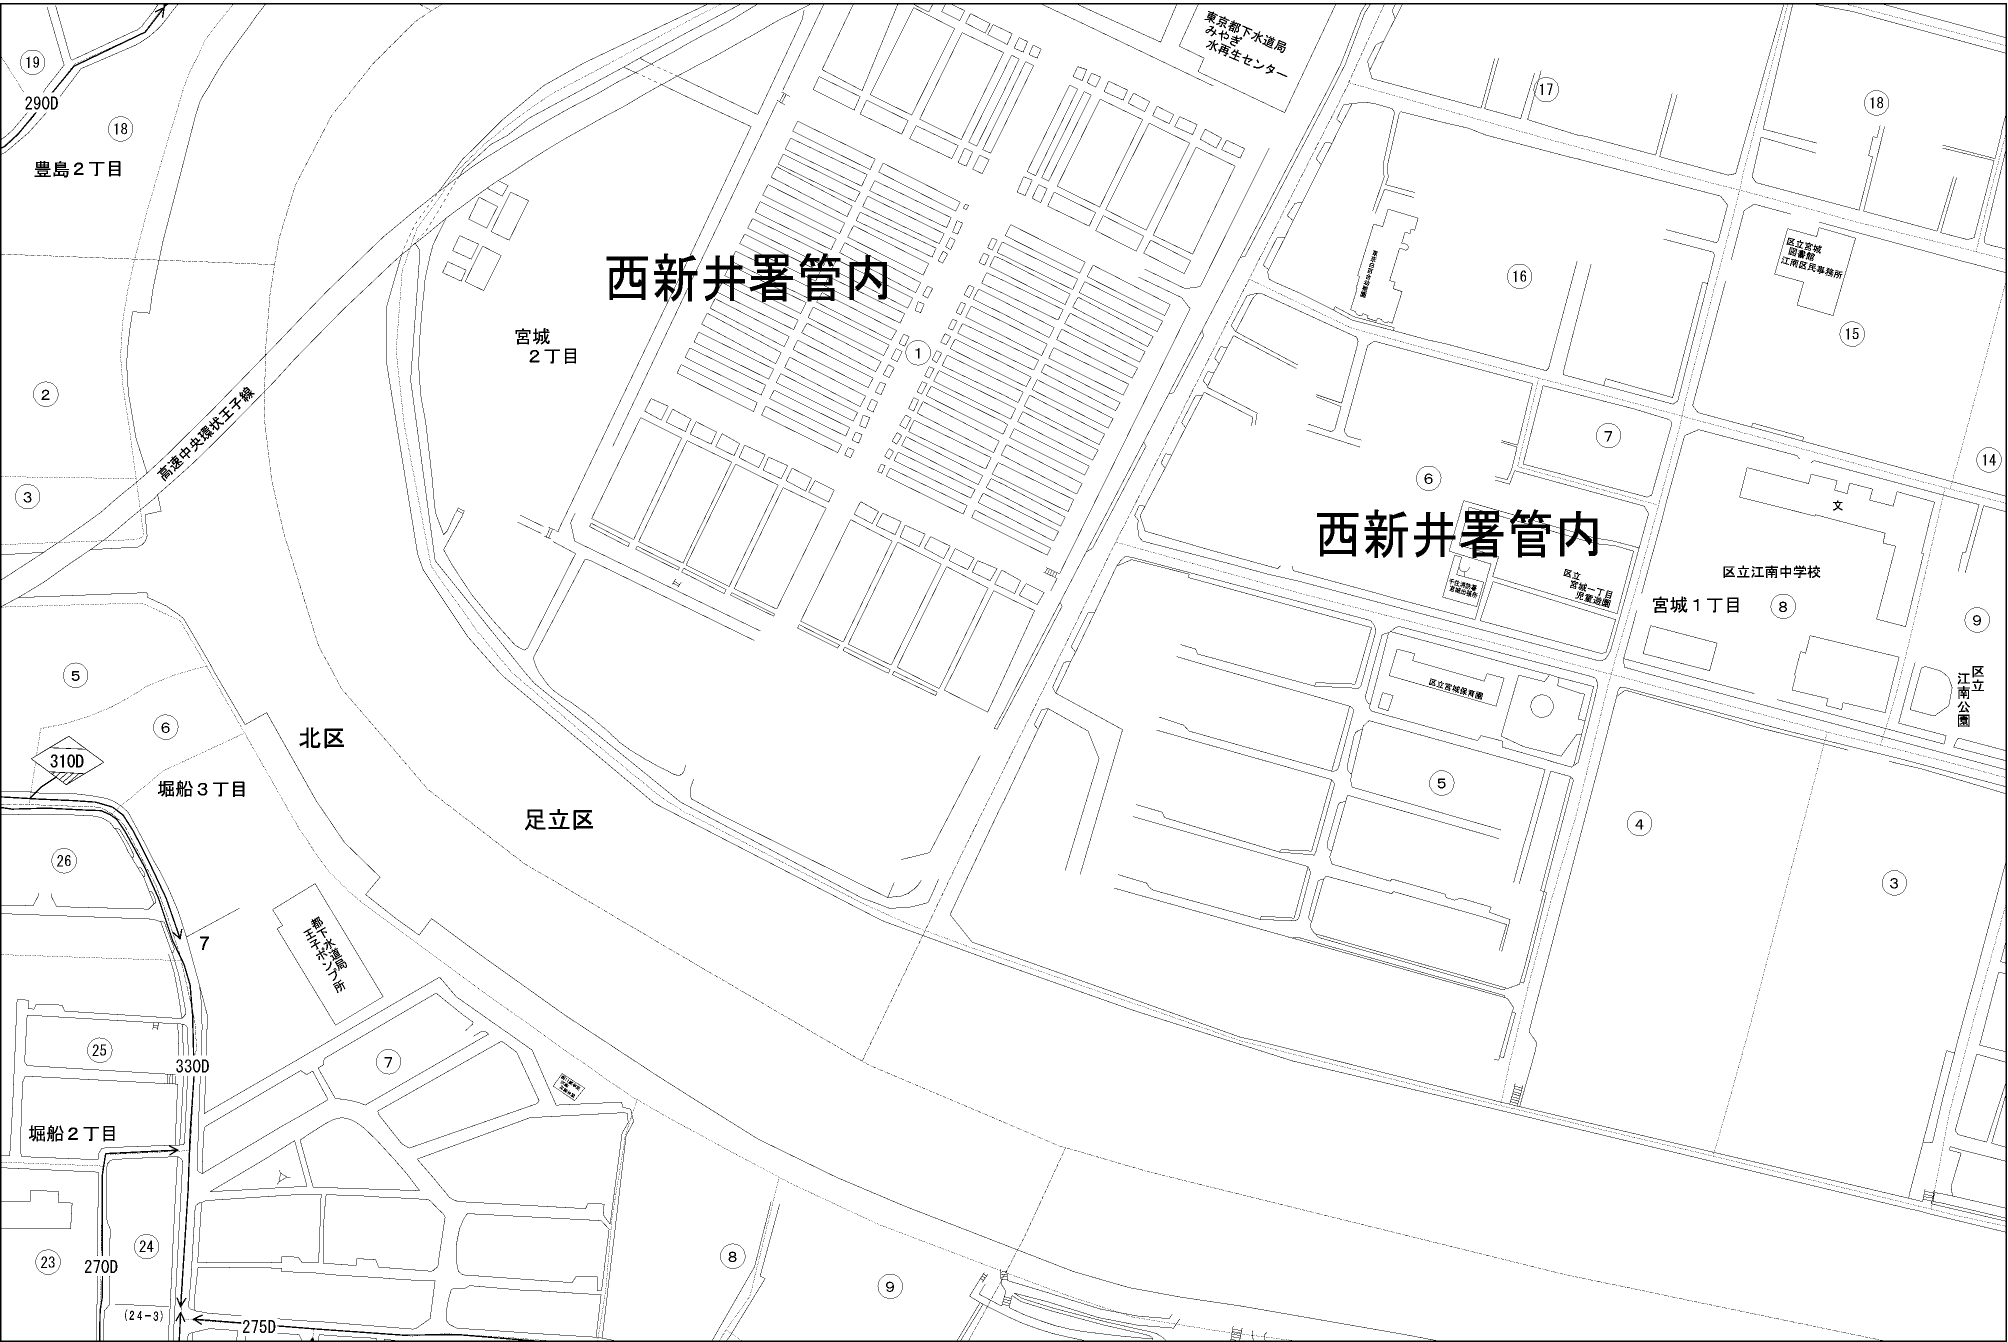 東京都下水道局
みやぎ
水再生センター
19
290D
18
豊島2丁目
17
18
区立宮城
図書館
江南区民事務所
16
15
西新井署管内
宮城
2丁目
1
2
高速中央環状王子線
3
7
14
6
文
西新井署管内
区立
宮城一丁目
児童遊園
区立江南中学校
宮城1丁目
8
9
区立
江南公園
区立宮城保育園
5
6
北区
310D
堀船3丁目
足立区
5
4
3
26
都下水道局
王子ポンプ所
7
25
330D
7
堀船2丁目
24
23
270D
8
9
(24-3)
275D